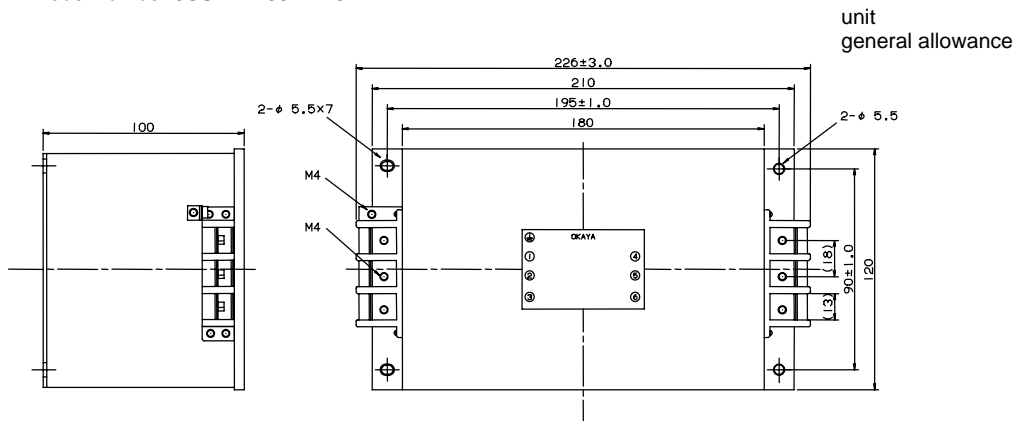 unit
general allowance
226±3.0
210
2-φ 5.5×7
195±1.0
2-φ 5.5
100
180
M4
M4
OKAYA
①
④
②
⑤
③
⑥
(18)
90±1.0
120
(13)